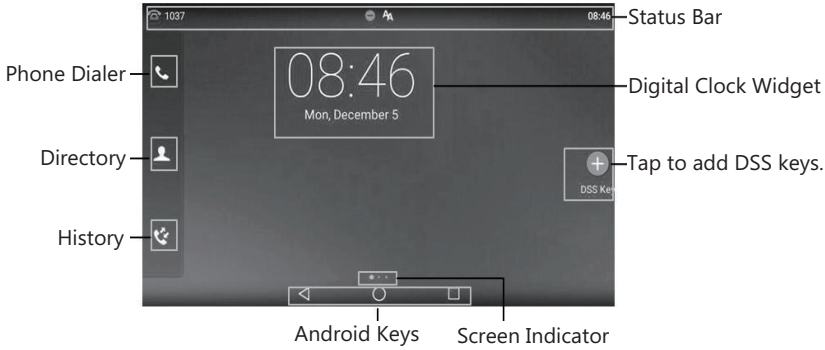 1037
08:46
Status Bar
Phone Dialer
08:46
Mon, December 5
Digital Clock Widget
Directory
Tap to add DSS keys.
DSS Key
History
Android Keys
Screen Indicator